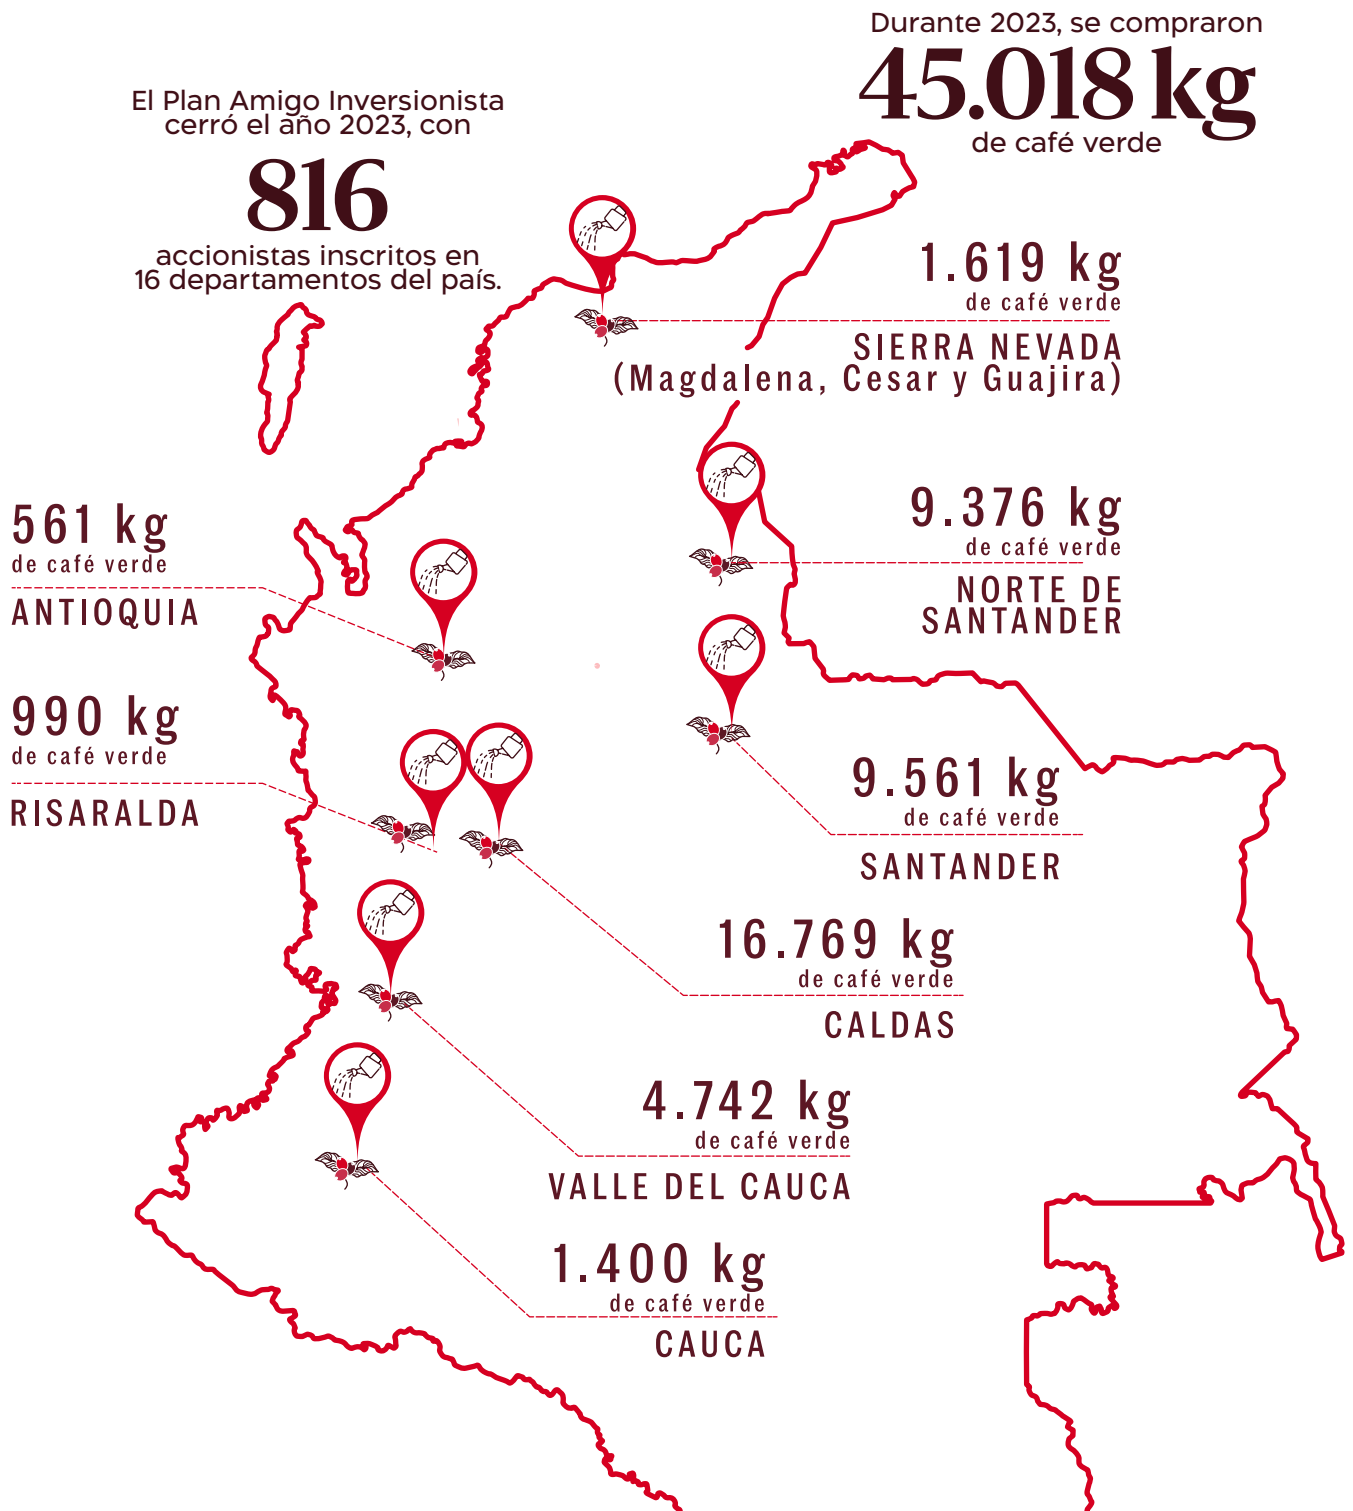 Durante 2023, se compraron
45.018 kg
de café verde
El Plan Amigo Inversionista
cerró el año 2023, con
816
accionistas inscritos en
16 departamentos del país.
1.619 kg
de café verde
SIERRA NEVADA
(Magdalena, Cesar y Guajira)
9.376 kg
de café verde
NORTE DE
SANTANDER
561 kg
de café verde
ANTIOQUIA
990 kg
de café verde
RISARALDA
9.561 kg
de café verde
SANTANDER
16.769 kg
de café verde
CALDAS
4.742 kg
de café verde
VALLE DEL CAUCA
1.400 kg
de café verde
CAUCA